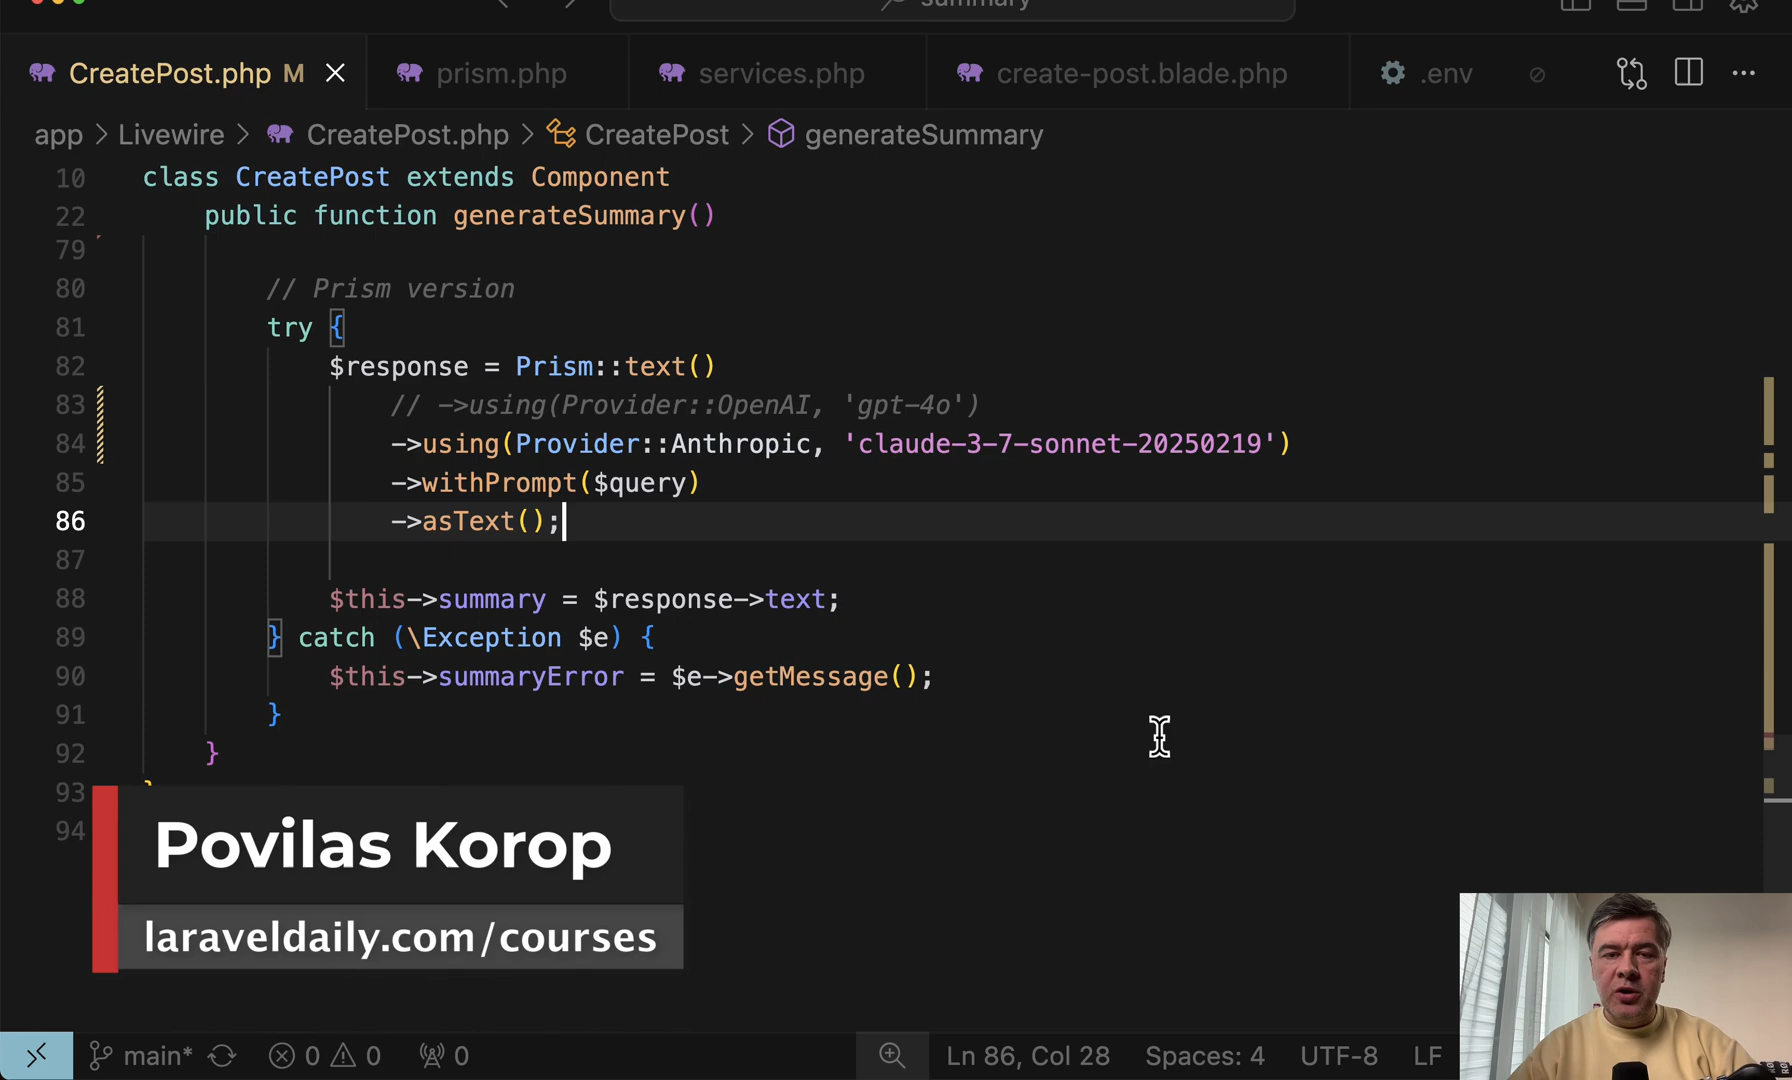 summary
CreatePost.php M
prism.php
services.php
create-post.blade.php
.env
app > Livewire > CreatePost.php > CreatePost > generateSummary
10 class CreatePost extends Component
22 public function generateSummary()
79
80 // Prism version
81 try {
82 $response = Prism::text()
83 // ->using(Provider::OpenAI, 'gpt-4o')
84 ->using(Provider::Anthropic, 'claude-3-7-sonnet-20250219')
85 ->withPrompt($query)
86 ->asText();
87
88 $this->summary = $response->text;
89 } catch (\Exception $e) {
90 $this->summaryError = $e->getMessage();
91 }
92 }
93 }
94
Povilas Korop
laraveldaily.com/courses
main* 0 0 0 Ln 86, Col 28 Spaces: 4 UTF-8 LF